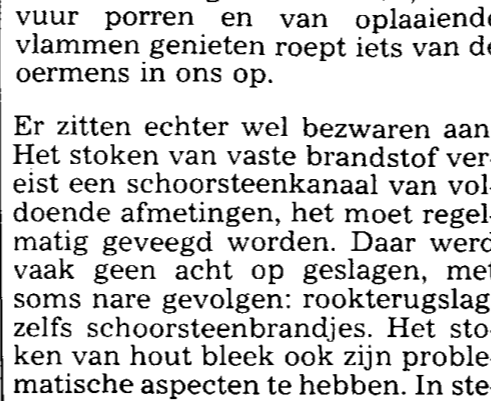 vuur porren en van oplaaiende
vlammen genieten roept iets van de
oermens in ons op.
Er zitten echter wel bezwaren aan
Het stoken van vaste brandstof ver-
eist een schoorsteenkanaal van vol-
doende afmetingen, het moet regel-
matig geveegd worden. Daar werd
vaak geen acht op geslagen, met
soms nare gevolgen: rookterugslag
zelfs schoorsteenbrandjes. Het sto-
ken van hout bleek ook zijn proble-
matische aspecten te hebben. In ste-